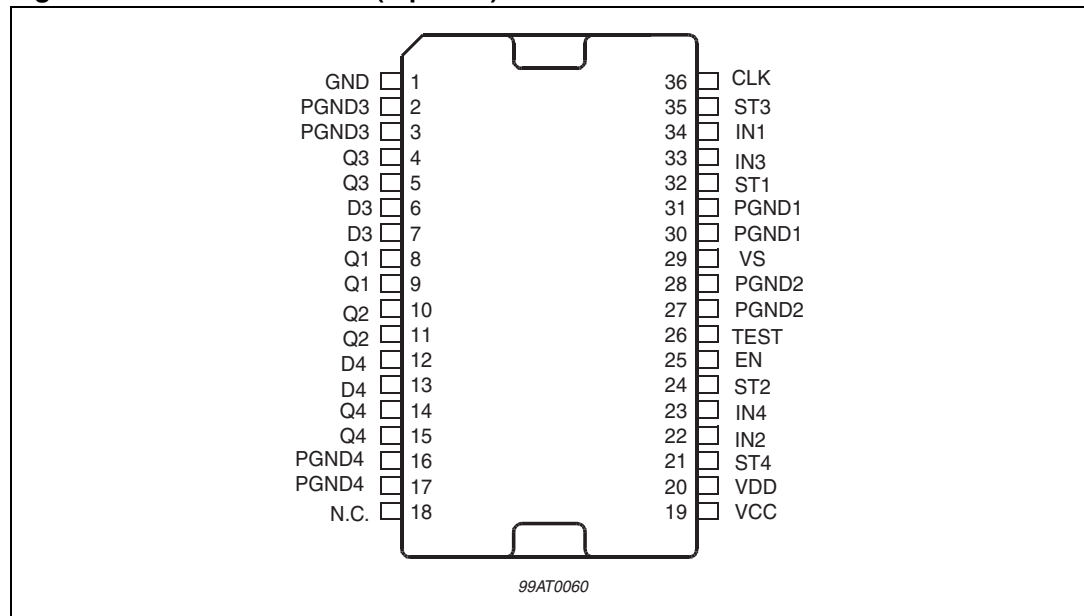 GND 1 36 CLK
PGND3 2 35 ST3
PGND3 3 34 IN1
Q3 4 33 IN3
Q3 5 32 ST1
D3 6 31 PGND1
D3 7 30 PGND1
Q1 8 29 VS
Q1 9 28 PGND2
Q2 10 27 PGND2
Q2 11 26 TEST
D4 12 25 EN
D4 13 24 ST2
Q4 14 23 IN4
Q4 15 22 IN2
PGND4 16 21 ST4
PGND4 17 20 VDD
N.C. 18 19 VCC
99AT0060